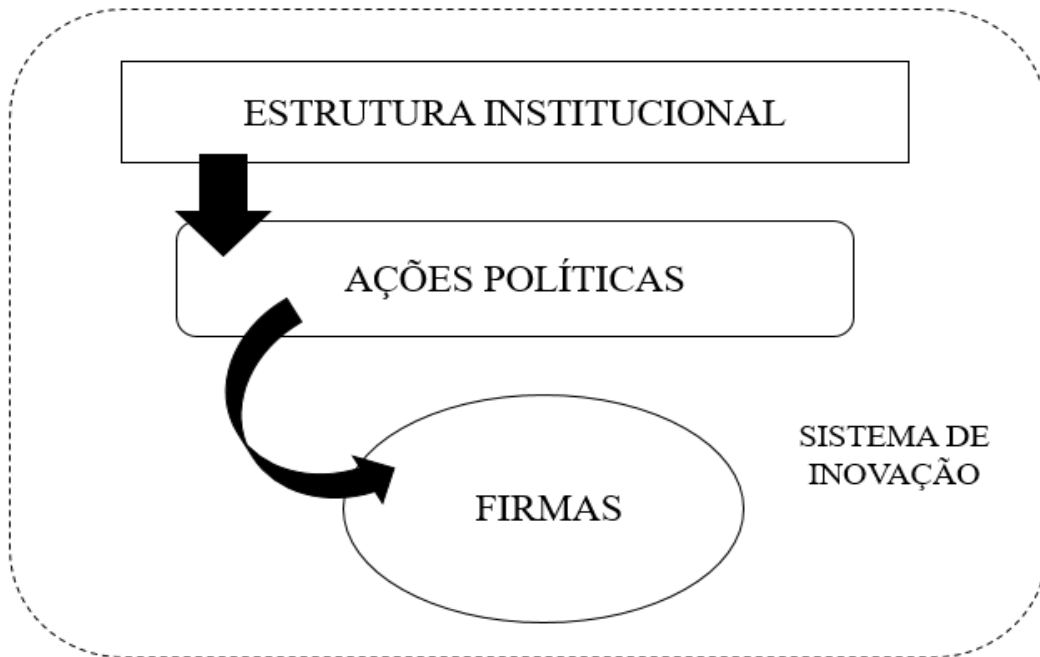 ESTRUTURA INSTITUCIONAL
AÇÕES POLÍTICAS
SISTEMA DE
INOVAÇÃO
FIRMAS